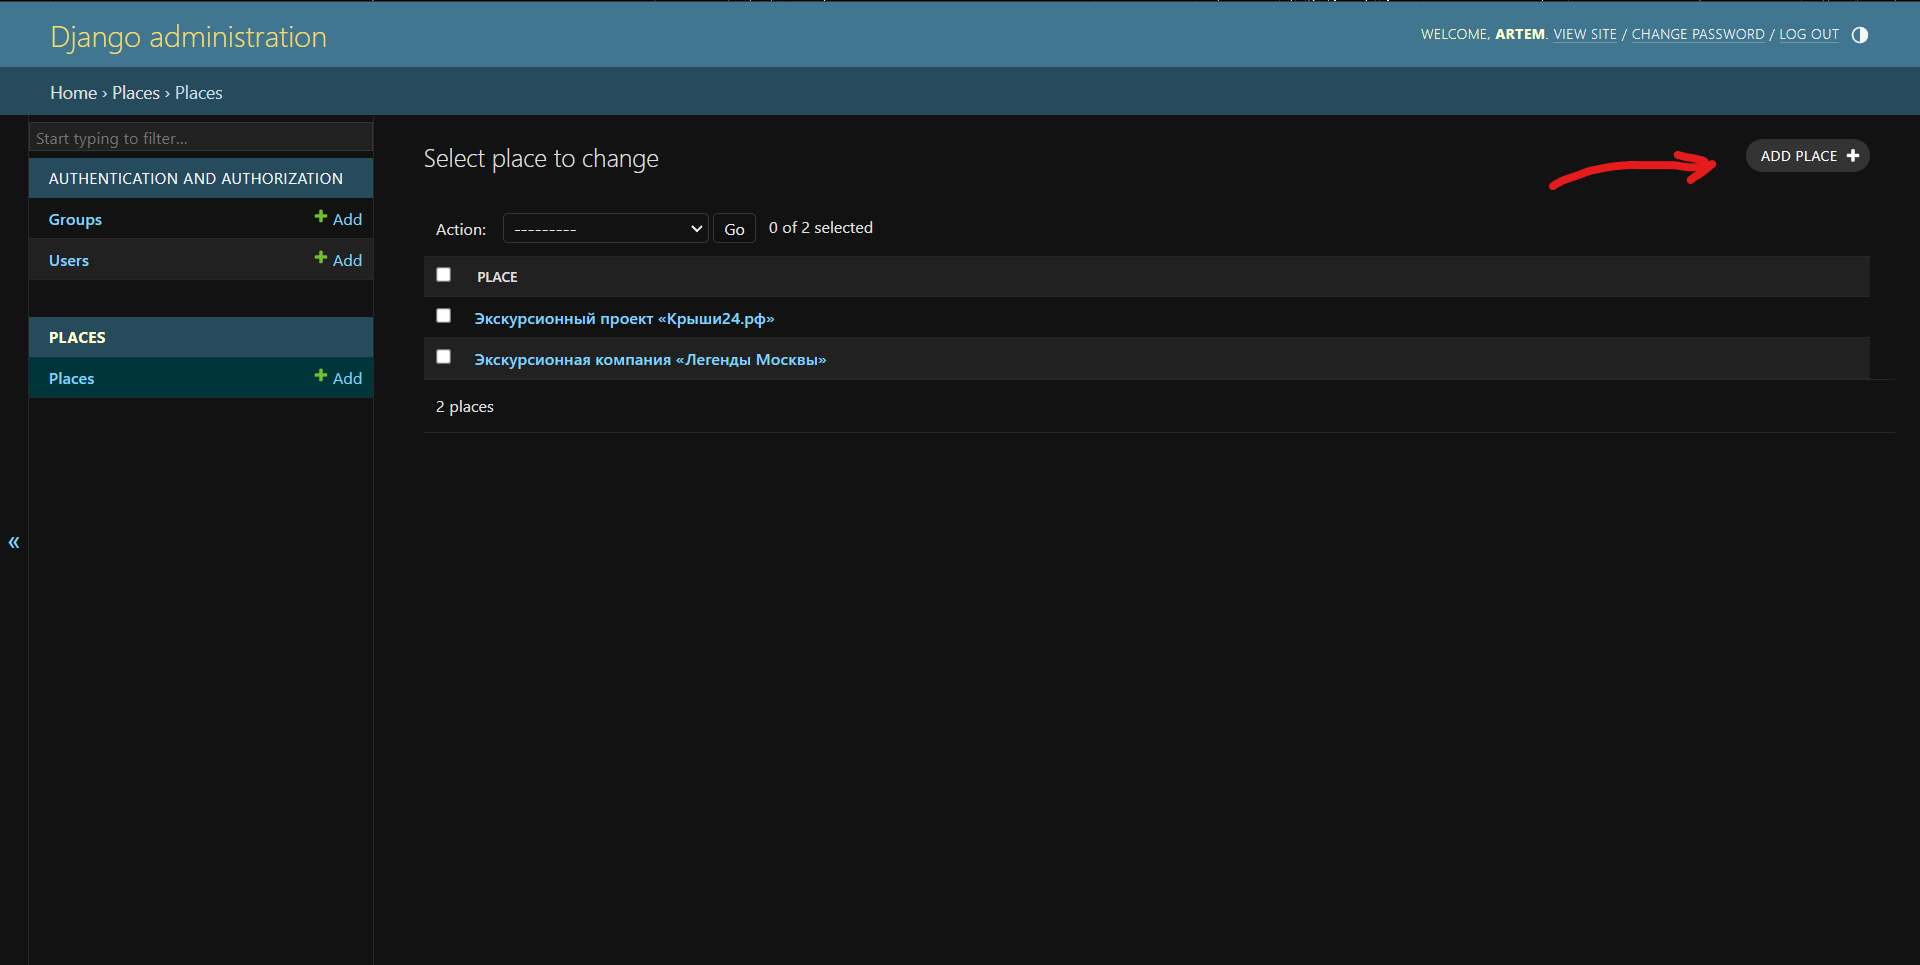 Django administration
WELCOME, ARTEM. VIEW SITE / CHANGE PASSWORD / LOG OUT
Home › Places › Places
Start typing to filter...
AUTHENTICATION AND AUTHORIZATION
Groups
Add
Users
Add
PLACES
Places
Add
«
Select place to change
ADD PLACE
Action: --------- Go 0 of 2 selected
PLACE
Экскурсионный проект «Крыши24.рф»
Экскурсионная компания «Легенды Москвы»
2 places